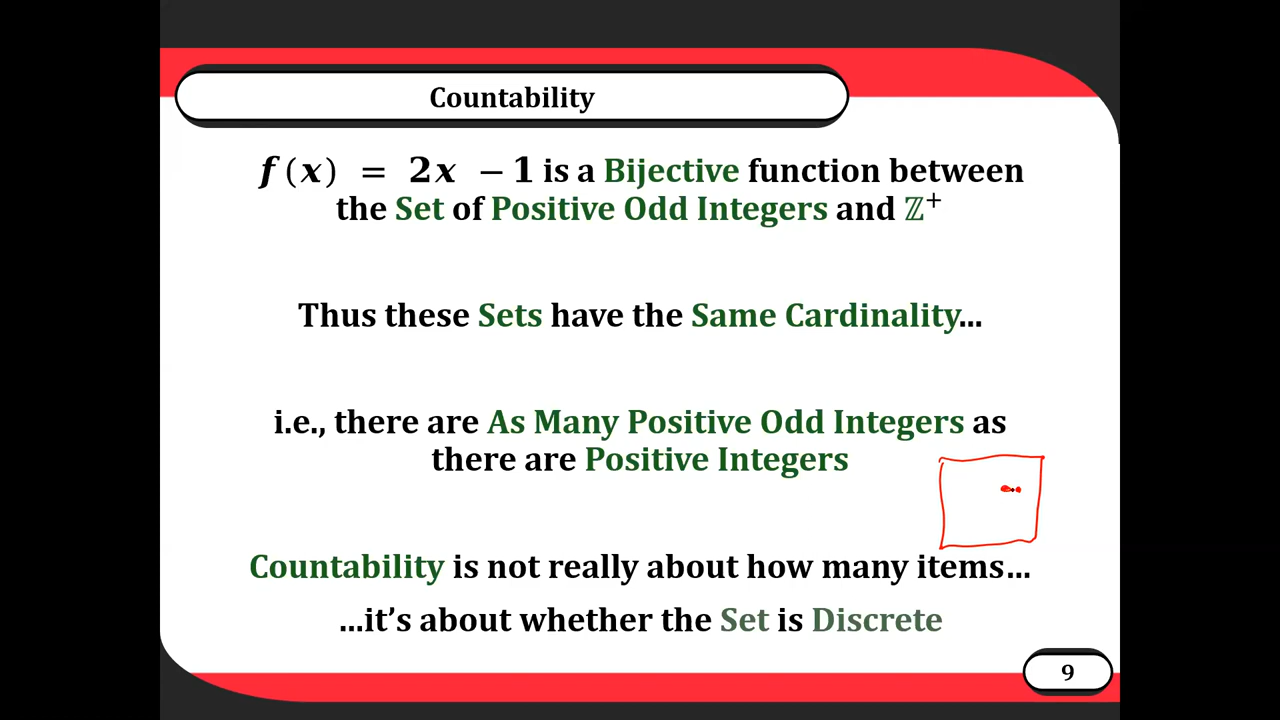 Countability
f(x) = 2x − 1 is a Bijective function between
the Set of Positive Odd Integers and ℤ⁺
Thus these Sets have the Same Cardinality...
i.e., there are As Many Positive Odd Integers as
there are Positive Integers
Countability is not really about how many items...
...it’s about whether the Set is Discrete
9